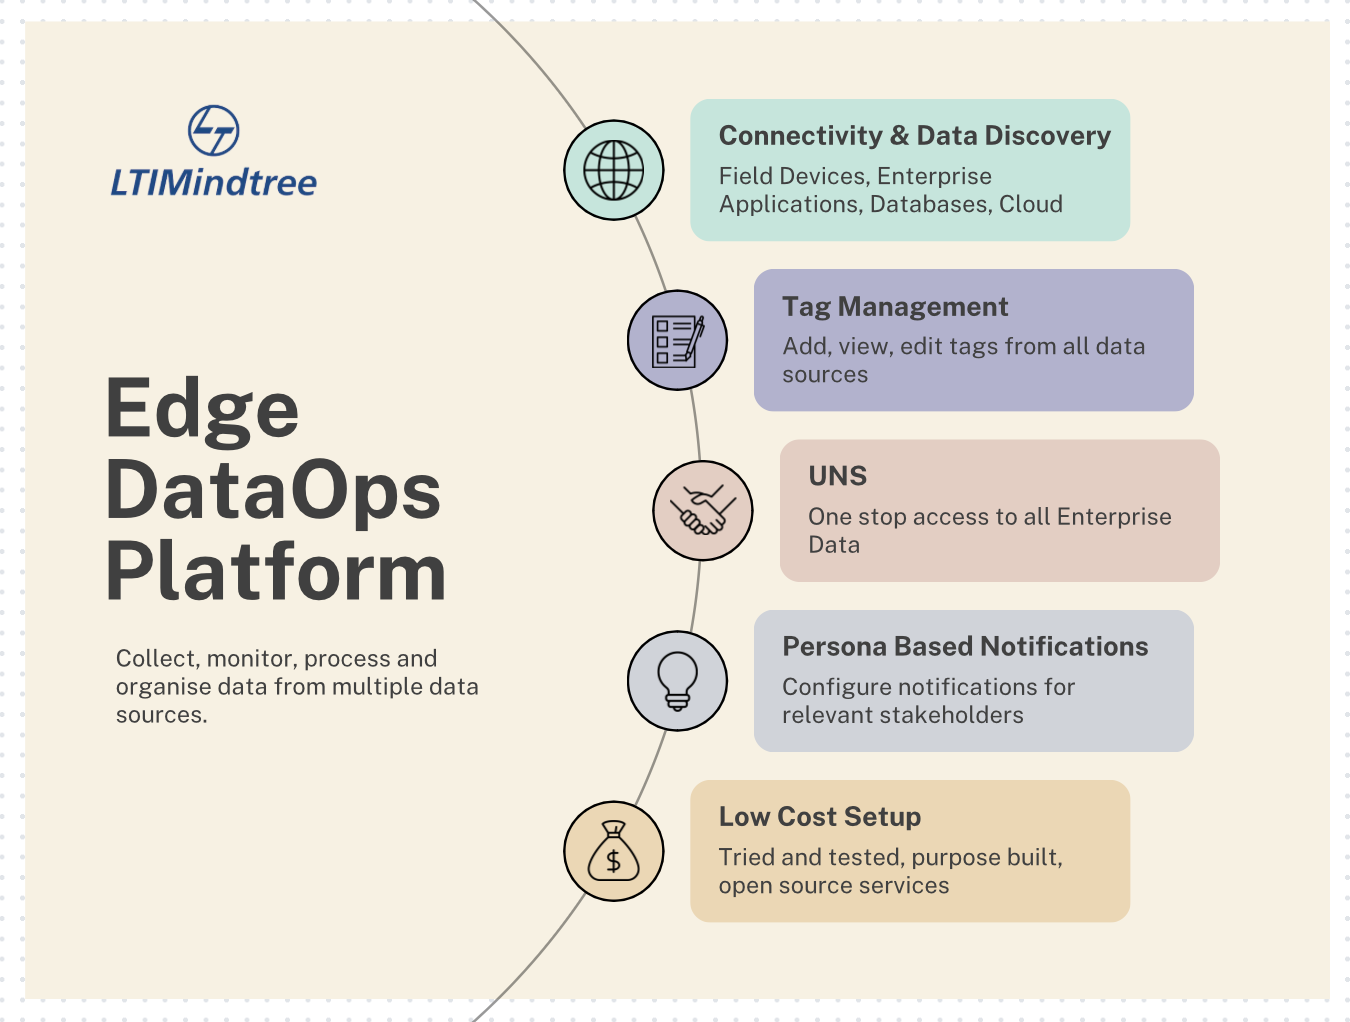 LTIMindtree
Edge
DataOps
Platform
Collect, monitor, process and
organise data from multiple data
sources.
Connectivity & Data Discovery
Field Devices, Enterprise
Applications, Databases, Cloud
Tag Management
Add, view, edit tags from all data
sources
UNS
One stop access to all Enterprise
Data
Persona Based Notifications
Configure notifications for
relevant stakeholders
$
Low Cost Setup
Tried and tested, purpose built,
open source services